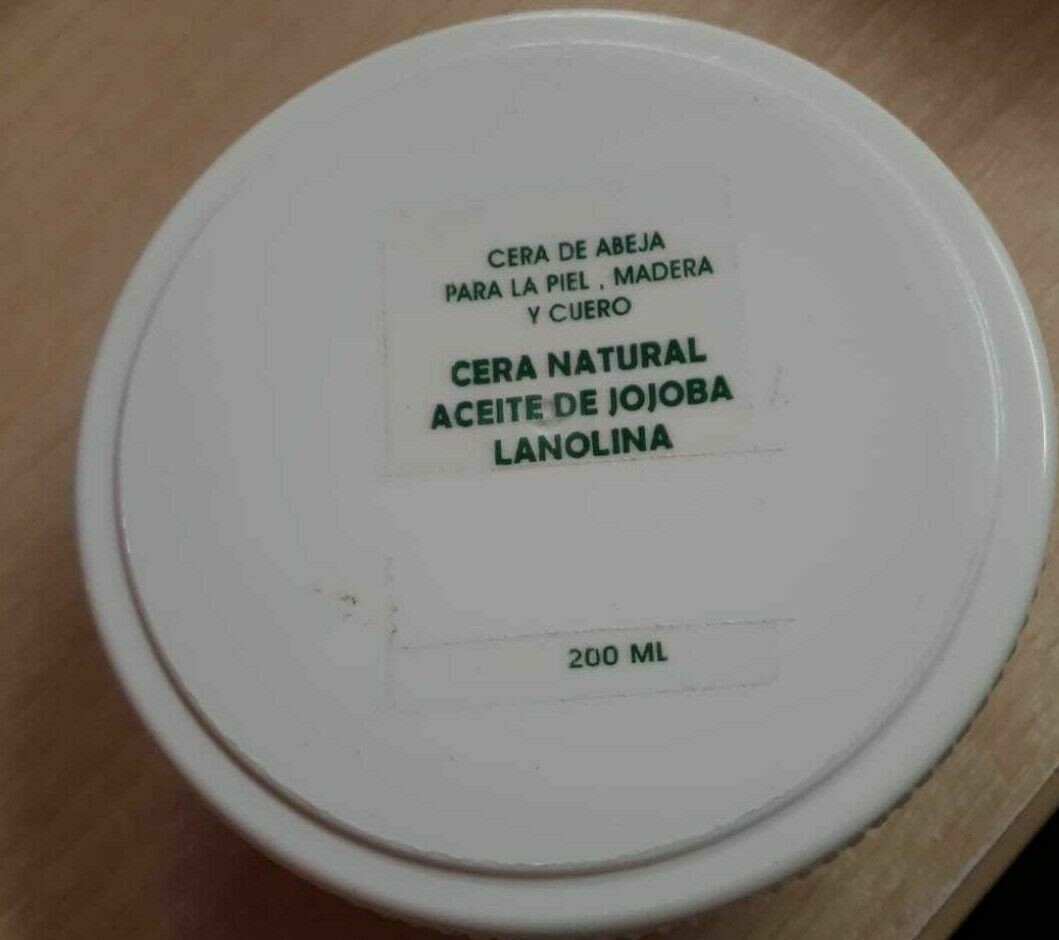 CERA DE ABEJA
PARA LA PIEL , MADERA
Y CUERO
CERA NATURAL
ACEITE DE JOJOBA
LANOLINA
200 ML